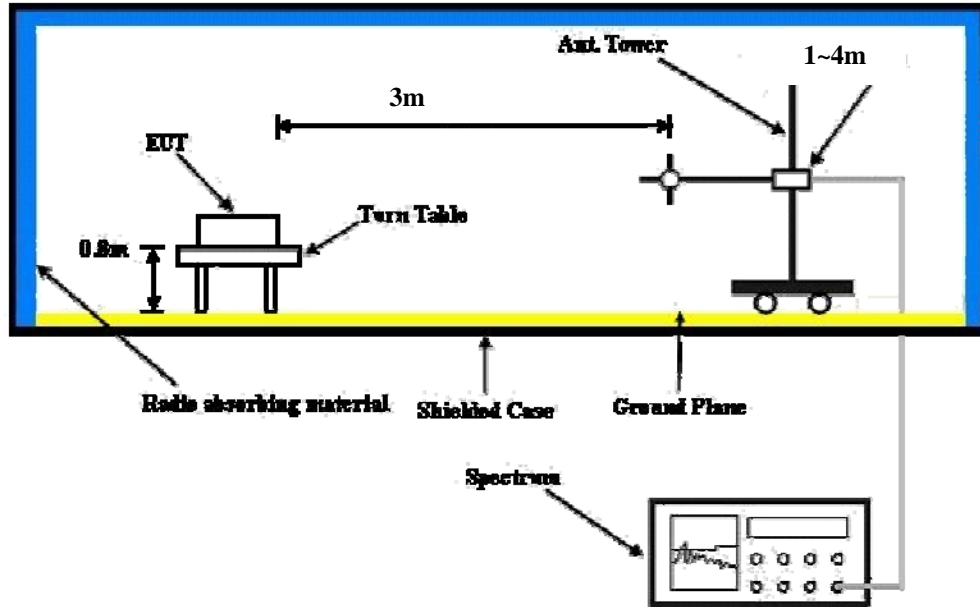 Ant. Tower
1~4m
3m
EUT
Turn Table
0.8m
Radio absorbing material
Shielded Case
Ground Plane
Spectrum